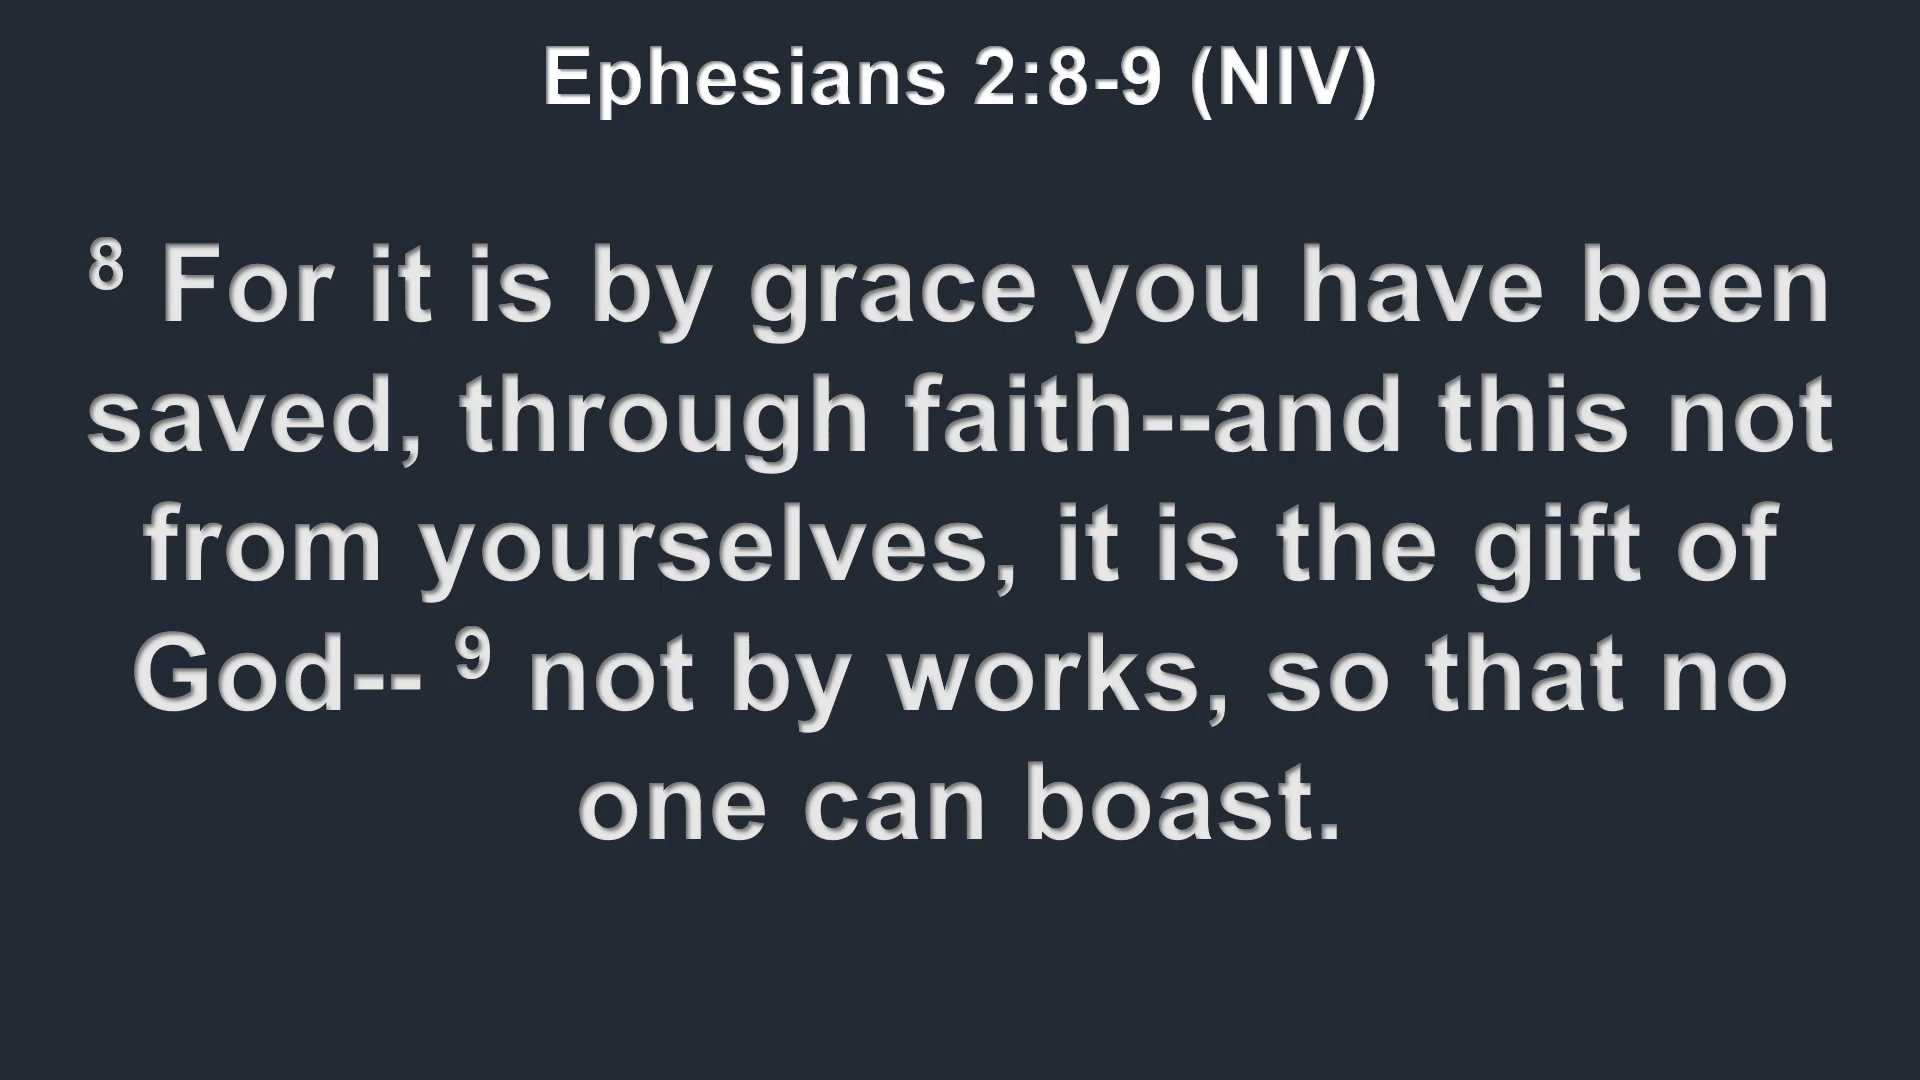 Ephesians 2:8-9 (NIV)
8 For it is by grace you have been
saved, through faith--and this not
from yourselves, it is the gift of
God-- 9 not by works, so that no
one can boast.